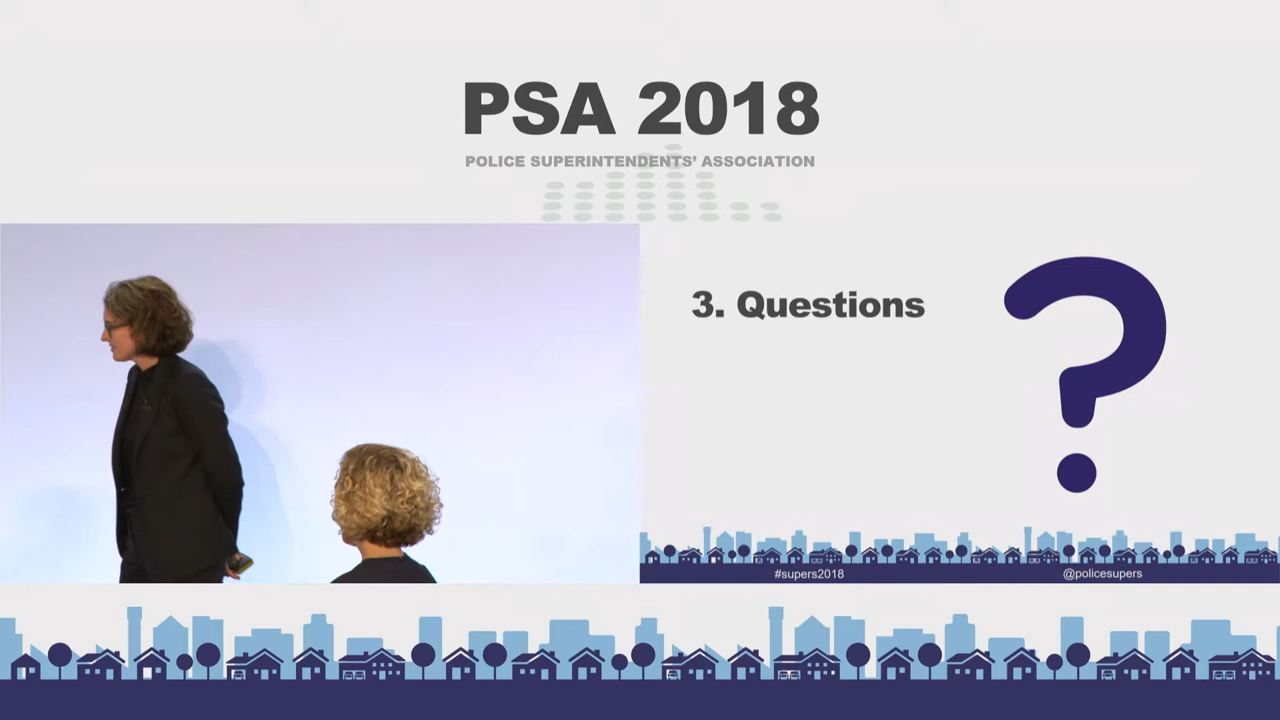 PSA 2018
POLICE SUPERINTENDENTS' ASSOCIATION
3. Questions
?
#supers2018
@policesupers